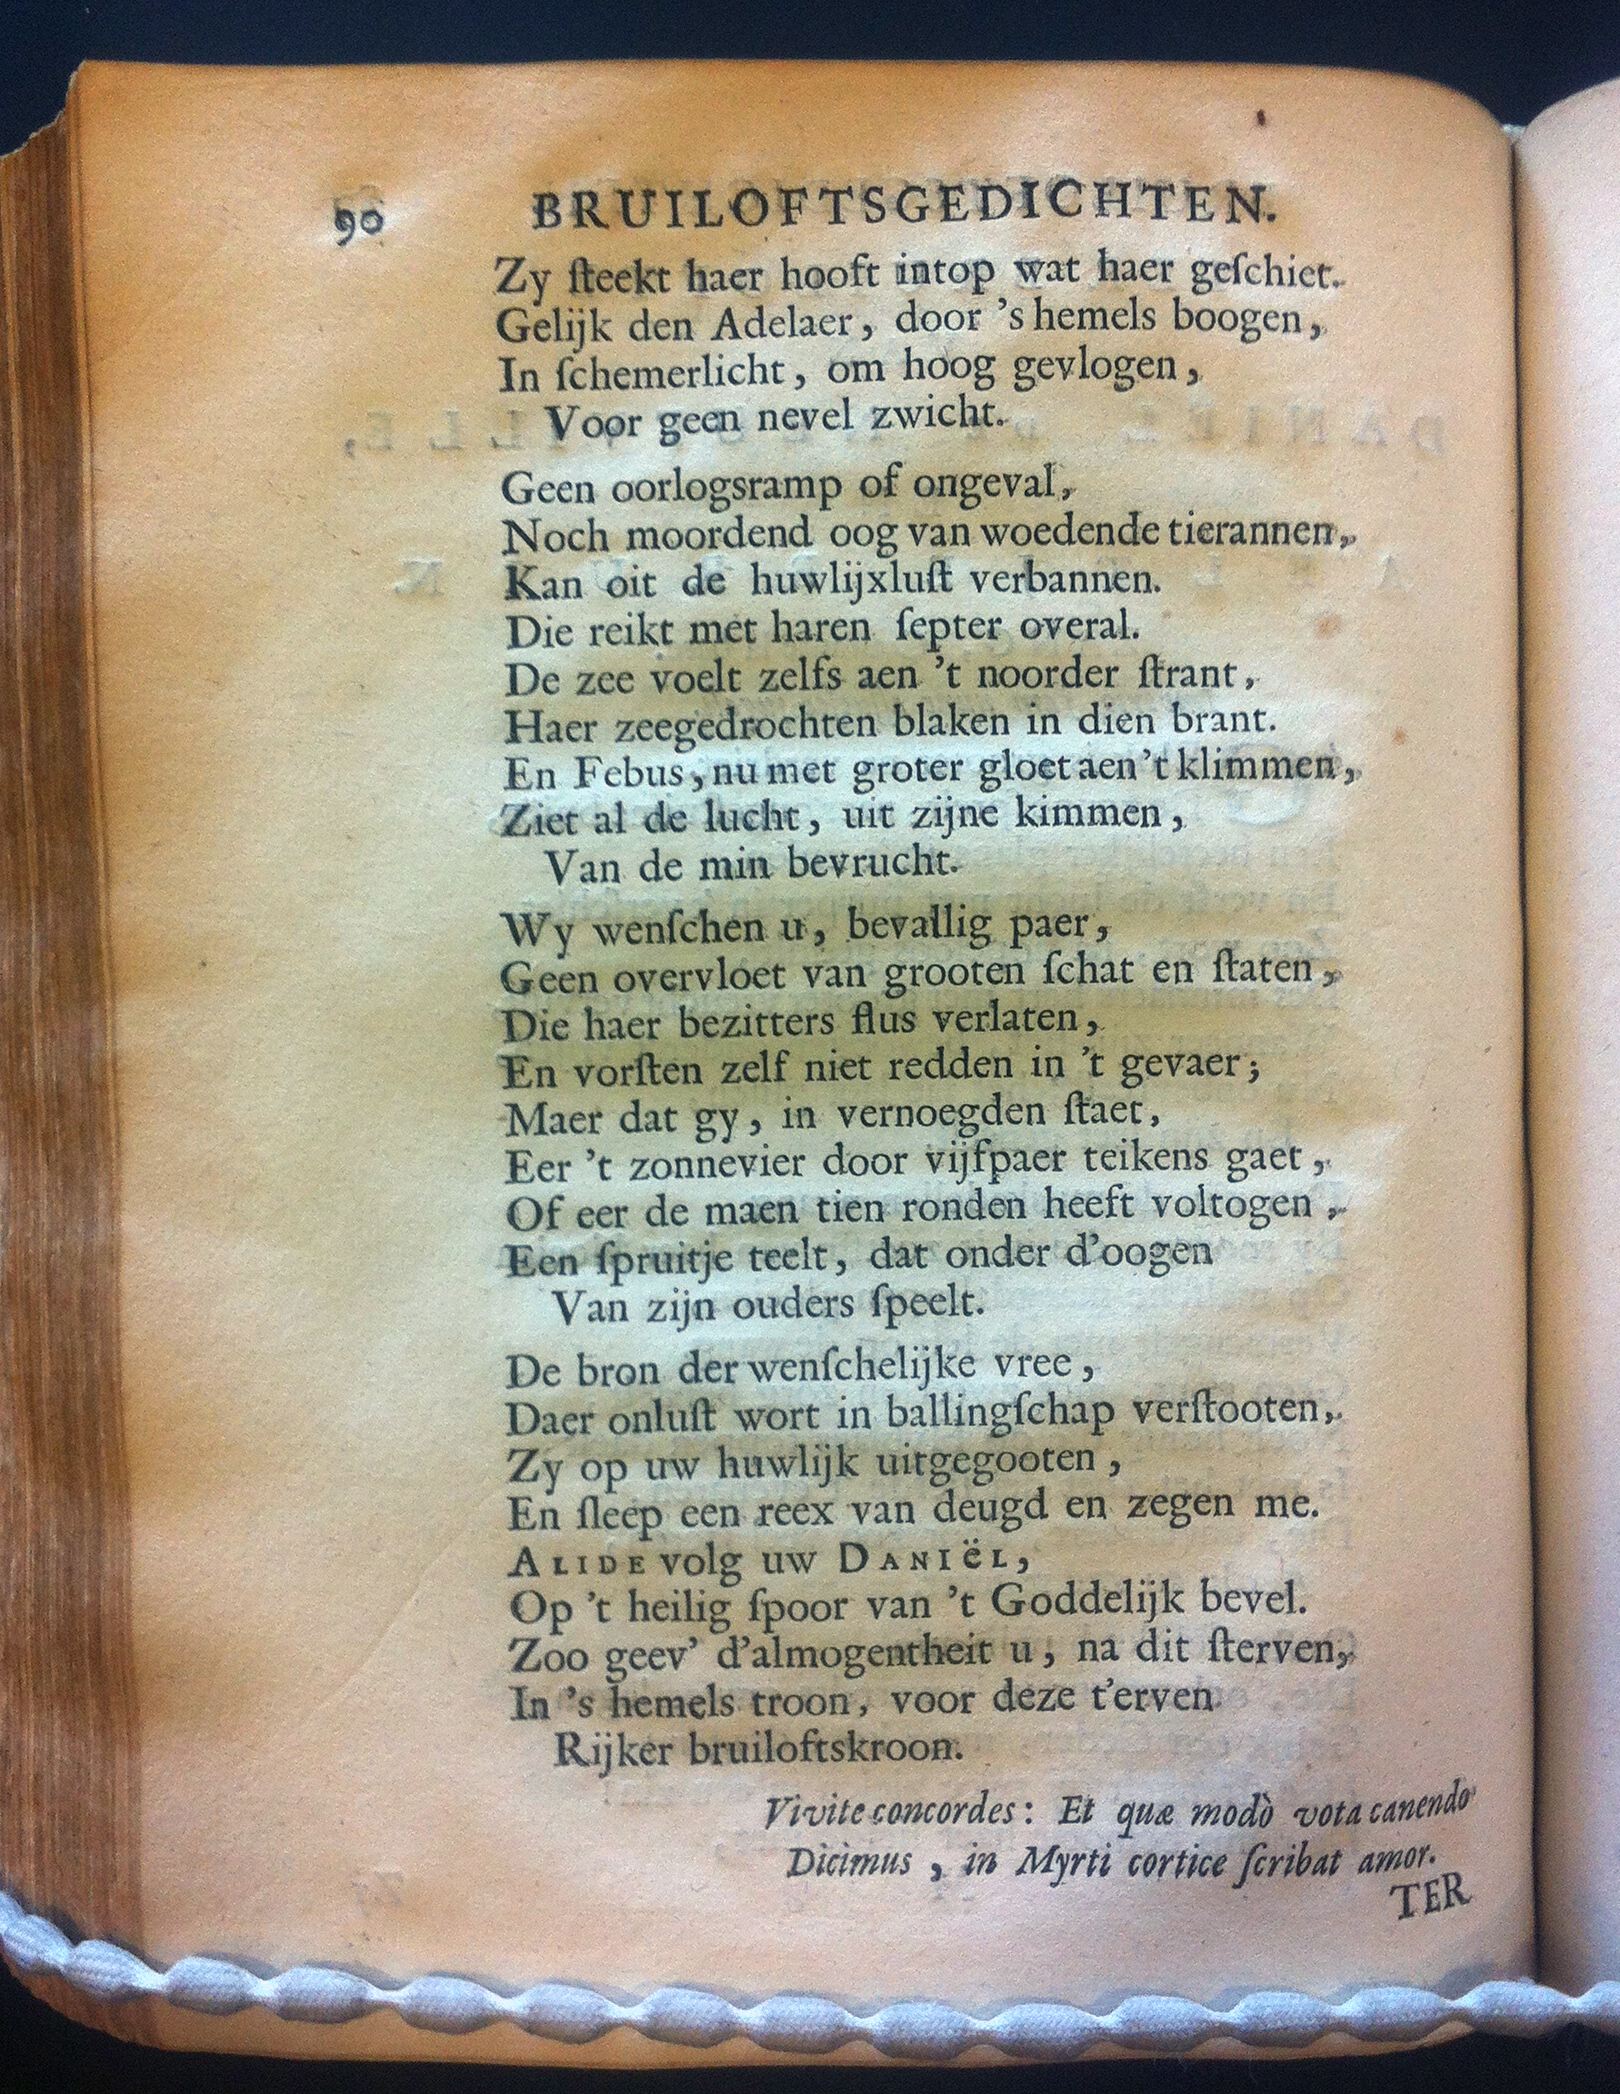 90 BRUILOFTSGEDICHTEN.
Zy ſteekt haer hooft intop wat haer geſchiet.
Gelijk den Adelaer, door 's hemels boogen,
In ſchemerlicht, om hoog gevlogen,
Voor geen nevel zwicht.
Geen oorlogsramp of ongeval,
Noch moordend oog van woedende tierannen,
Kan oit de huwlijxluſt verbannen.
Die reikt met haren ſepter overal.
De zee voelt zelfs aen 't noorder ſtrant,
Haer zeegedrochten blaken in dien brant.
En Febus, nu met groter gloet aen't klimmen,
Ziet al de lucht, uit zijne kimmen,
Van de min bevrucht.
Wy wenſchen u, bevallig paer,
Geen overvloet van grooten ſchat en ſtaten,
Die haer bezitters flus verlaten,
En vorſten zelf niet redden in 't gevaer;
Maer dat gy, in vernoegden ſtaet,
Eer 't zonnevier door vijfpaer teikens gaet,
Of eer de maen tien ronden heeft voltogen,
Een ſpruitje teelt, dat onder d'oogen
Van zijn ouders ſpeelt.
De bron der wenſchelijke vree,
Daer onluſt wort in ballingſchap verſtooten,
Zy op uw huwlijk uitgegooten,
En ſleep een reex van deugd en zegen me.
ALIDE volg uw DANIëL,
Op 't heilig ſpoor van 't Goddelijk bevel.
Zoo geev' d'almogentheit u, na dit ſterven,
In 's hemels troon, voor deze t'erven
Rijker bruiloftskroon.
Vivite concordes: Et quæ modò vota canendo
Dicimus, in Myrti cortice ſcribat amor.
TER